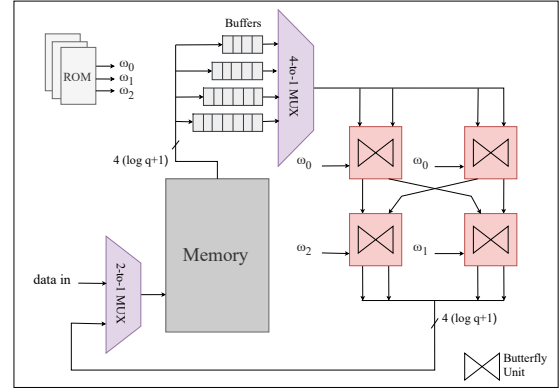 Buffers
ROM
ω0
ω1
ω2
4-to-1 MUX
4 (log q+1)
ω0
ω0
Memory
ω2
ω1
data in
2-to-1 MUX
4 (log q+1)
Butterfly
Unit